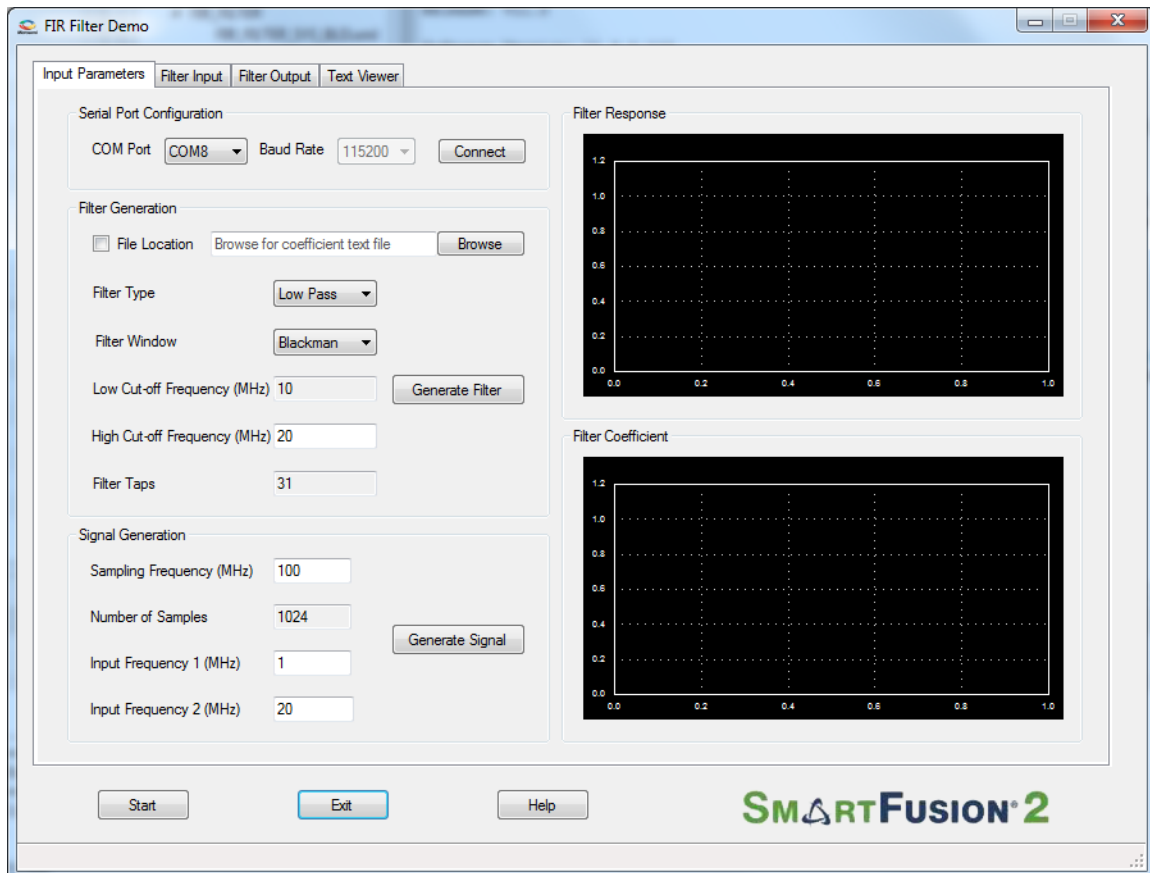 FIR Filter Demo
Input Parameters Filter Input Filter Output Text Viewer
Serial Port Configuration
COM Port COM8 Baud Rate 115200 Connect
Filter Generation
File Location Browse for coefficient text file Browse
Filter Type Low Pass
Filter Window Blackman
Low Cut-off Frequency (MHz) 10 Generate Filter
High Cut-off Frequency (MHz) 20
Filter Taps 31
Signal Generation
Sampling Frequency (MHz) 100
Number of Samples 1024
Generate Signal
Input Frequency 1 (MHz) 1
Input Frequency 2 (MHz) 20
Filter Response
1.2
1.0
0.8
0.6
0.4
0.2
0.0
0.0 0.2 0.4 0.6 0.8 1.0
Filter Coefficient
1.2
1.0
0.8
0.6
0.4
0.2
0.0
0.0 0.2 0.4 0.6 0.8 1.0
Start Exit Help
SMARTFUSION® 2